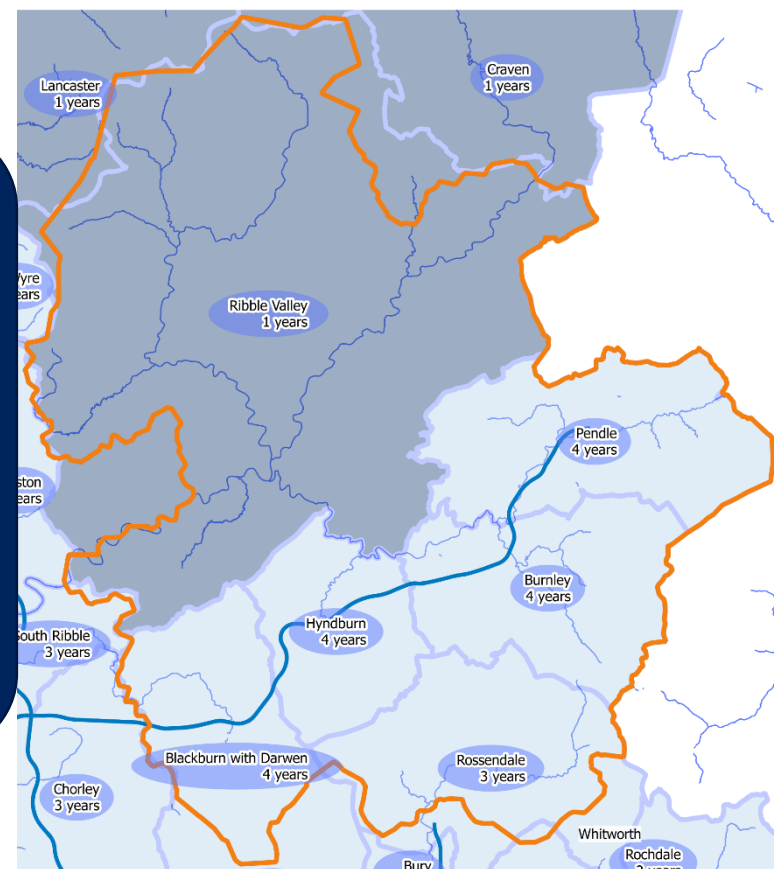 Lancaster
1 years
Craven
1 years
Ribble Valley
1 years
Pendle
4 years
Burnley
4 years
Hyndburn
4 years
South Ribble
3 years
Blackburn with Darwen
4 years
Rossendale
3 years
Chorley
3 years
Whitworth
Rochdale
Bury